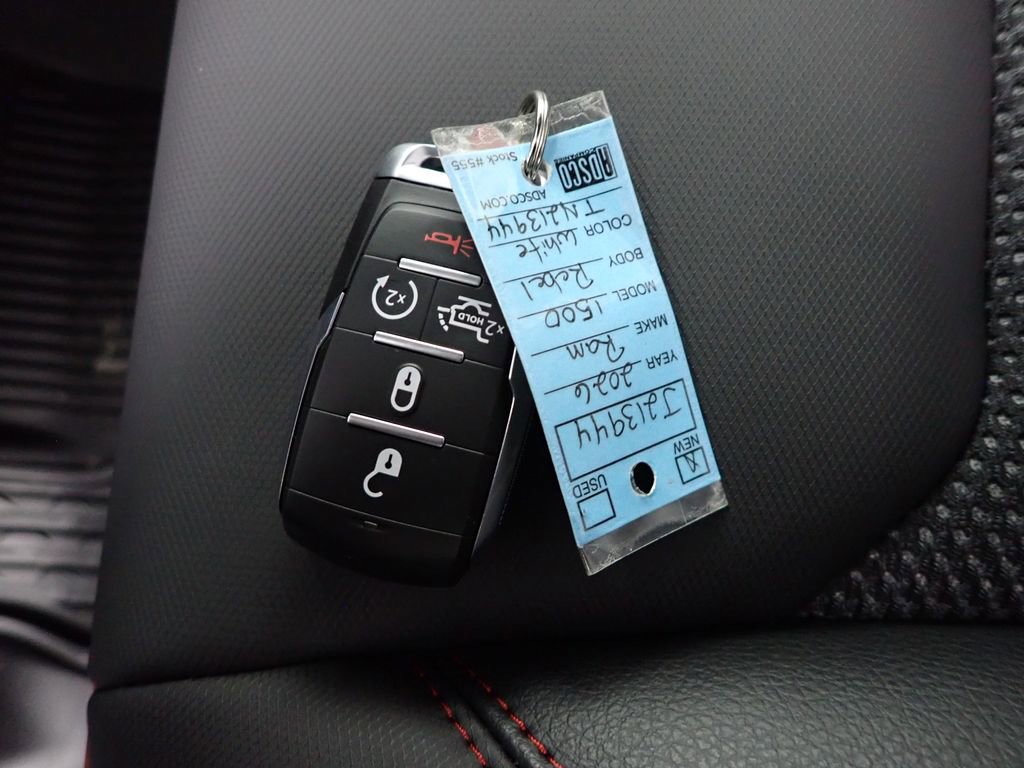 NEW X USED
J213944
YEAR 2026
MAKE Ram
MODEL 1500
BODY Rebel
COLOR White
TN213944
ADSCO.COM
ADSCO
COMPANIES
Stock #555
x2
x2 HOLD